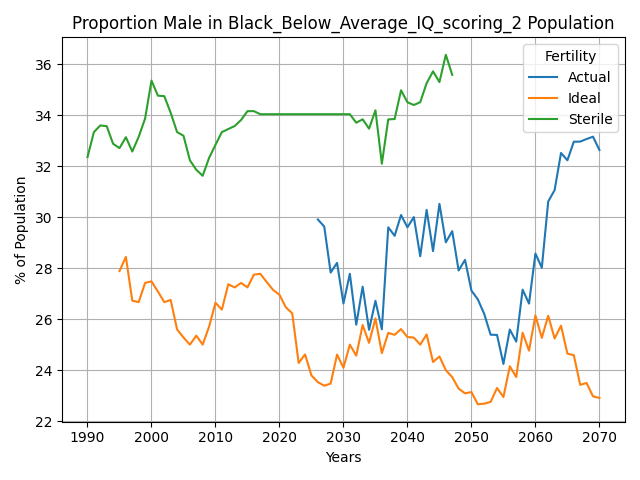 Proportion Male in Black_Below_Average_IQ_scoring_2 Population
Fertility
Actual
Ideal
Sterile
% of Population
36
34
32
30
28
26
24
22
1990
2000
2010
2020
2030
2040
2050
2060
2070
Years